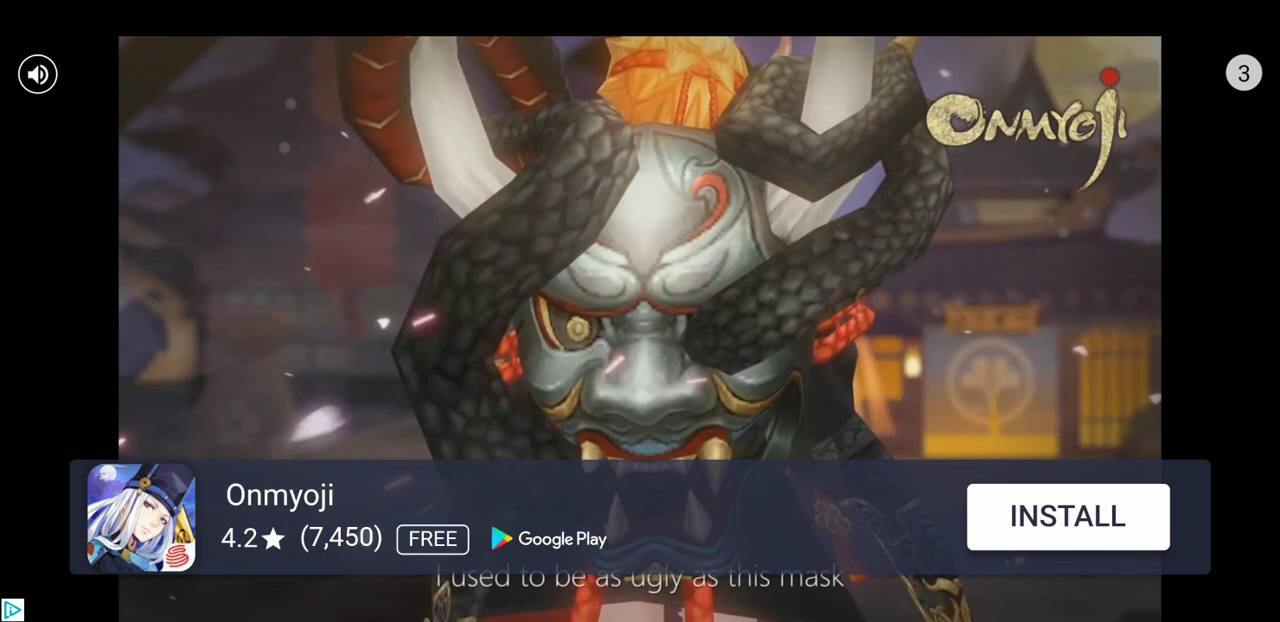 3
ONMYOJI
Onmyoji
4.2★ (7,450) FREE Google Play
INSTALL
I used to be as ugly as this mask